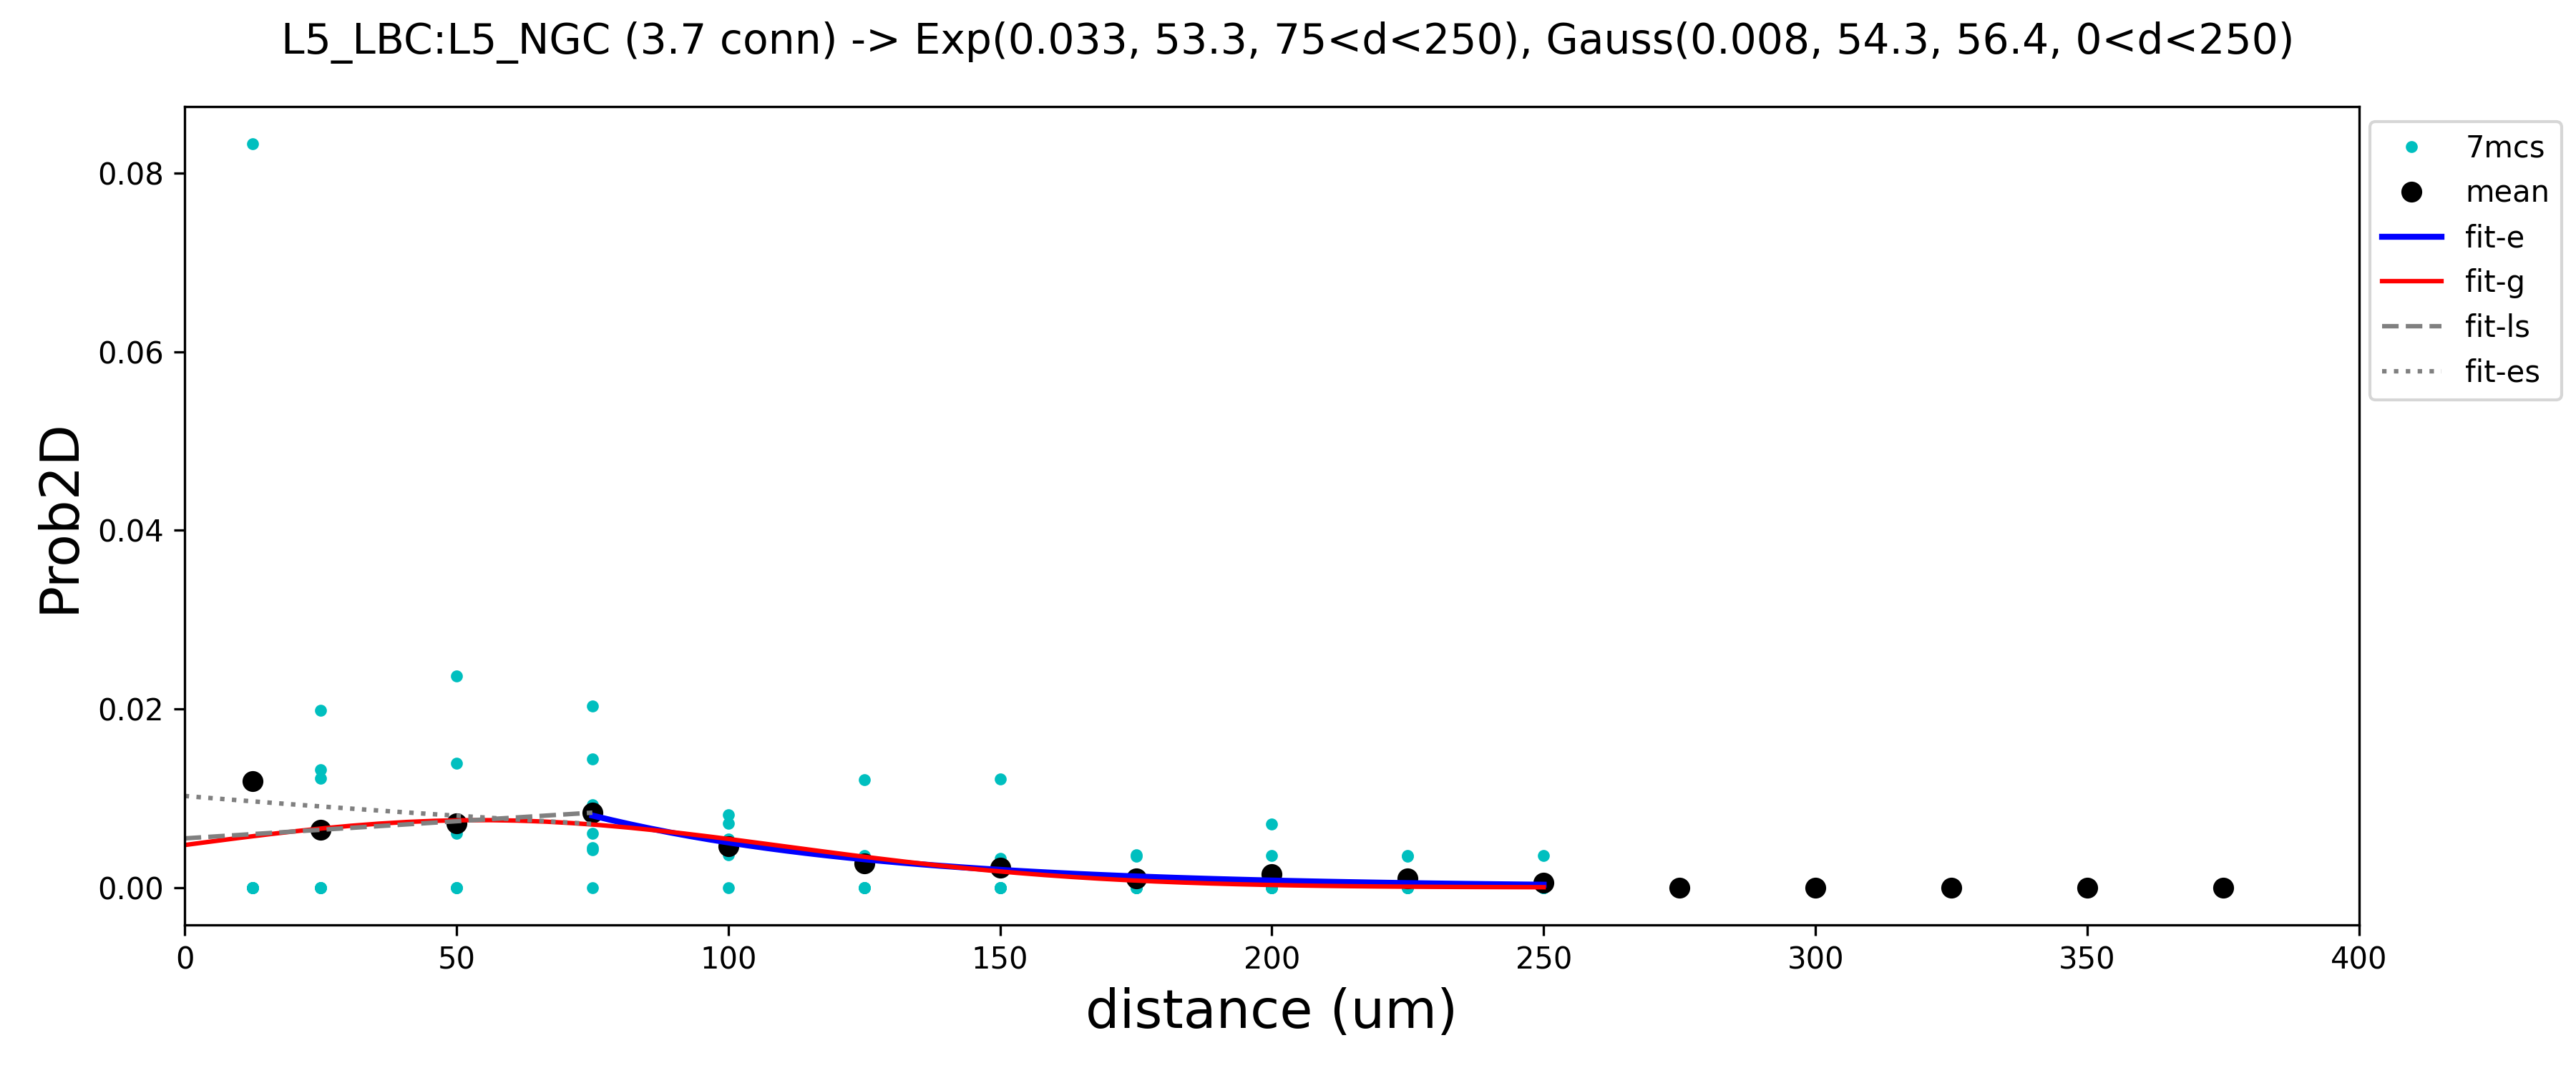 L5_LBC:L5_NGC (3.7 conn) -> Exp(0.033, 53.3, 75<d<250), Gauss(0.008, 54.3, 56.4, 0<d<250)
7mcs
mean
fit-e
fit-g
fit-ls
fit-es
Prob2D
0.08
0.06
0.04
0.02
0.00
0 50 100 150 200 250 300 350 400
distance (um)